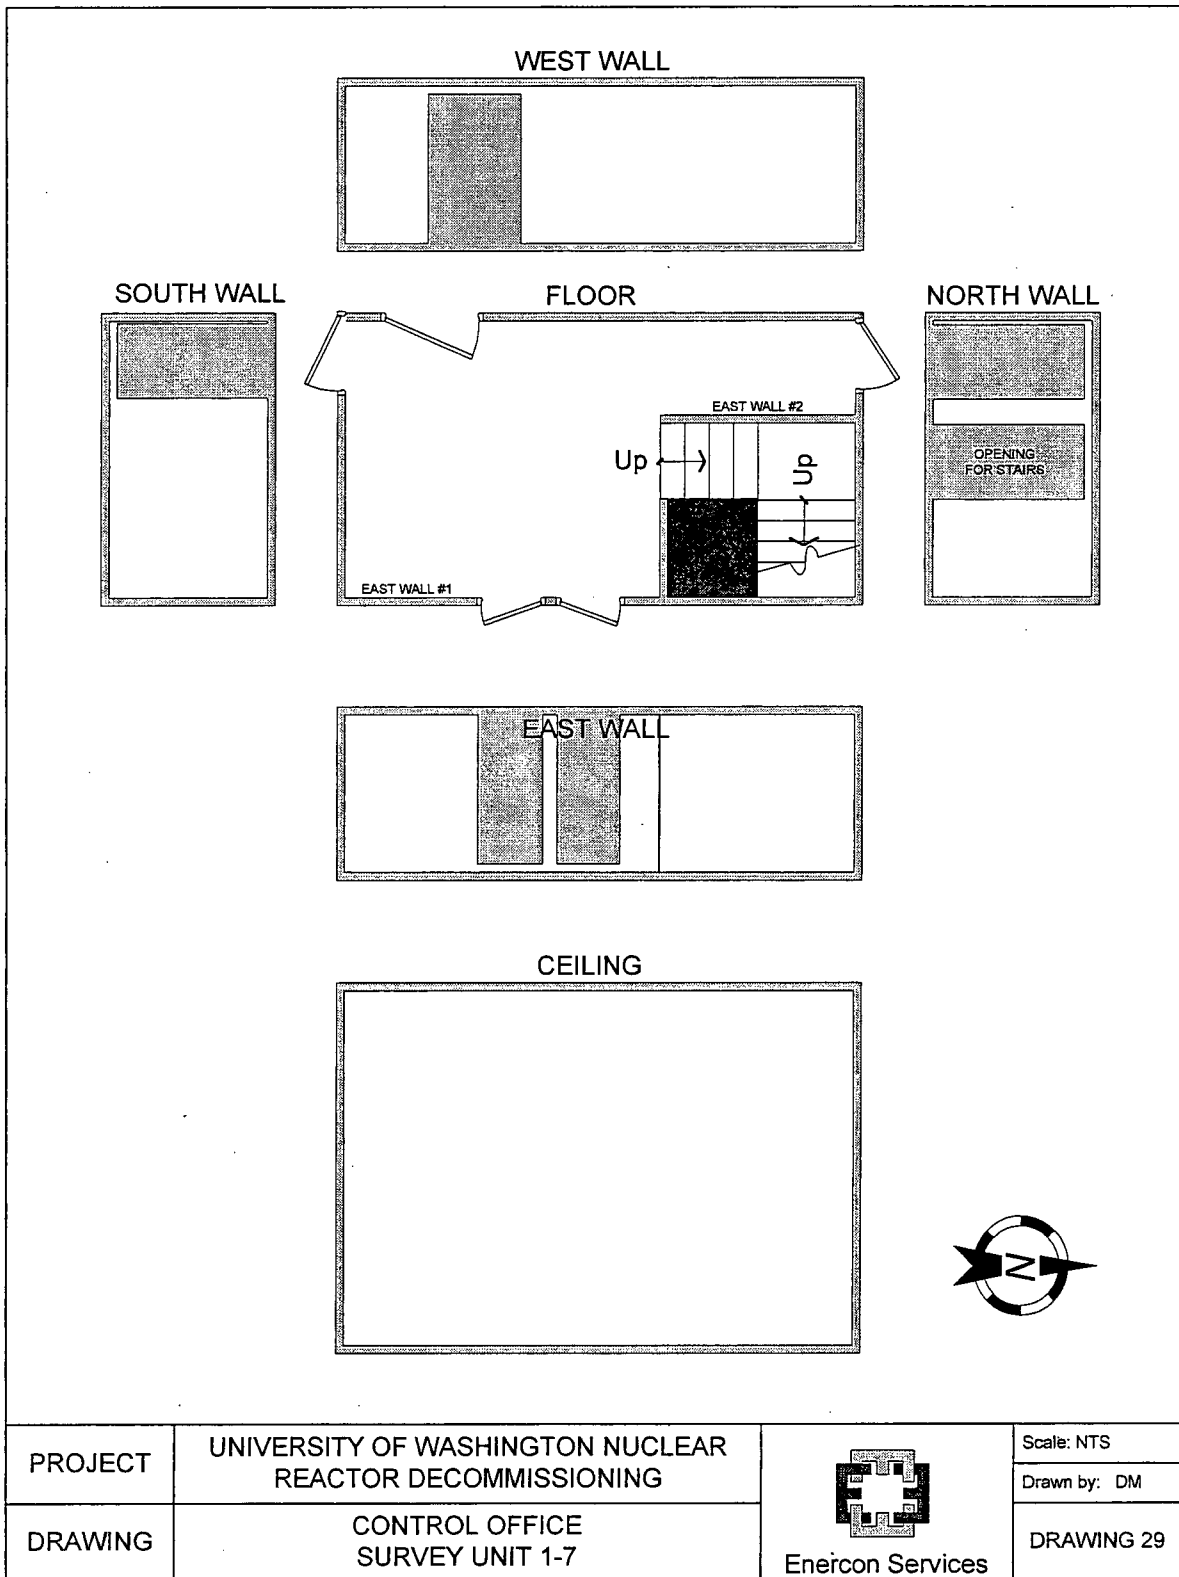 WEST WALL
SOUTH WALL
FLOOR
NORTH WALL
EAST WALL #2
Up
Up
OPENING
FOR STAIRS
EAST WALL #1
EAST WALL
CEILING
N
PROJECT
UNIVERSITY OF WASHINGTON NUCLEAR
REACTOR DECOMMISSIONING
DRAWING
CONTROL OFFICE
SURVEY UNIT 1-7
Enercon Services
Scale: NTS
Drawn by: DM
DRAWING 29